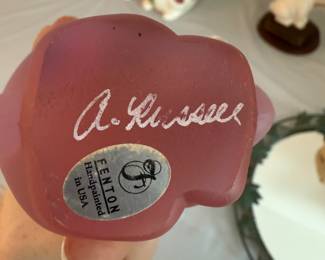 A. Russell
FENTON
Handpainted
in USA